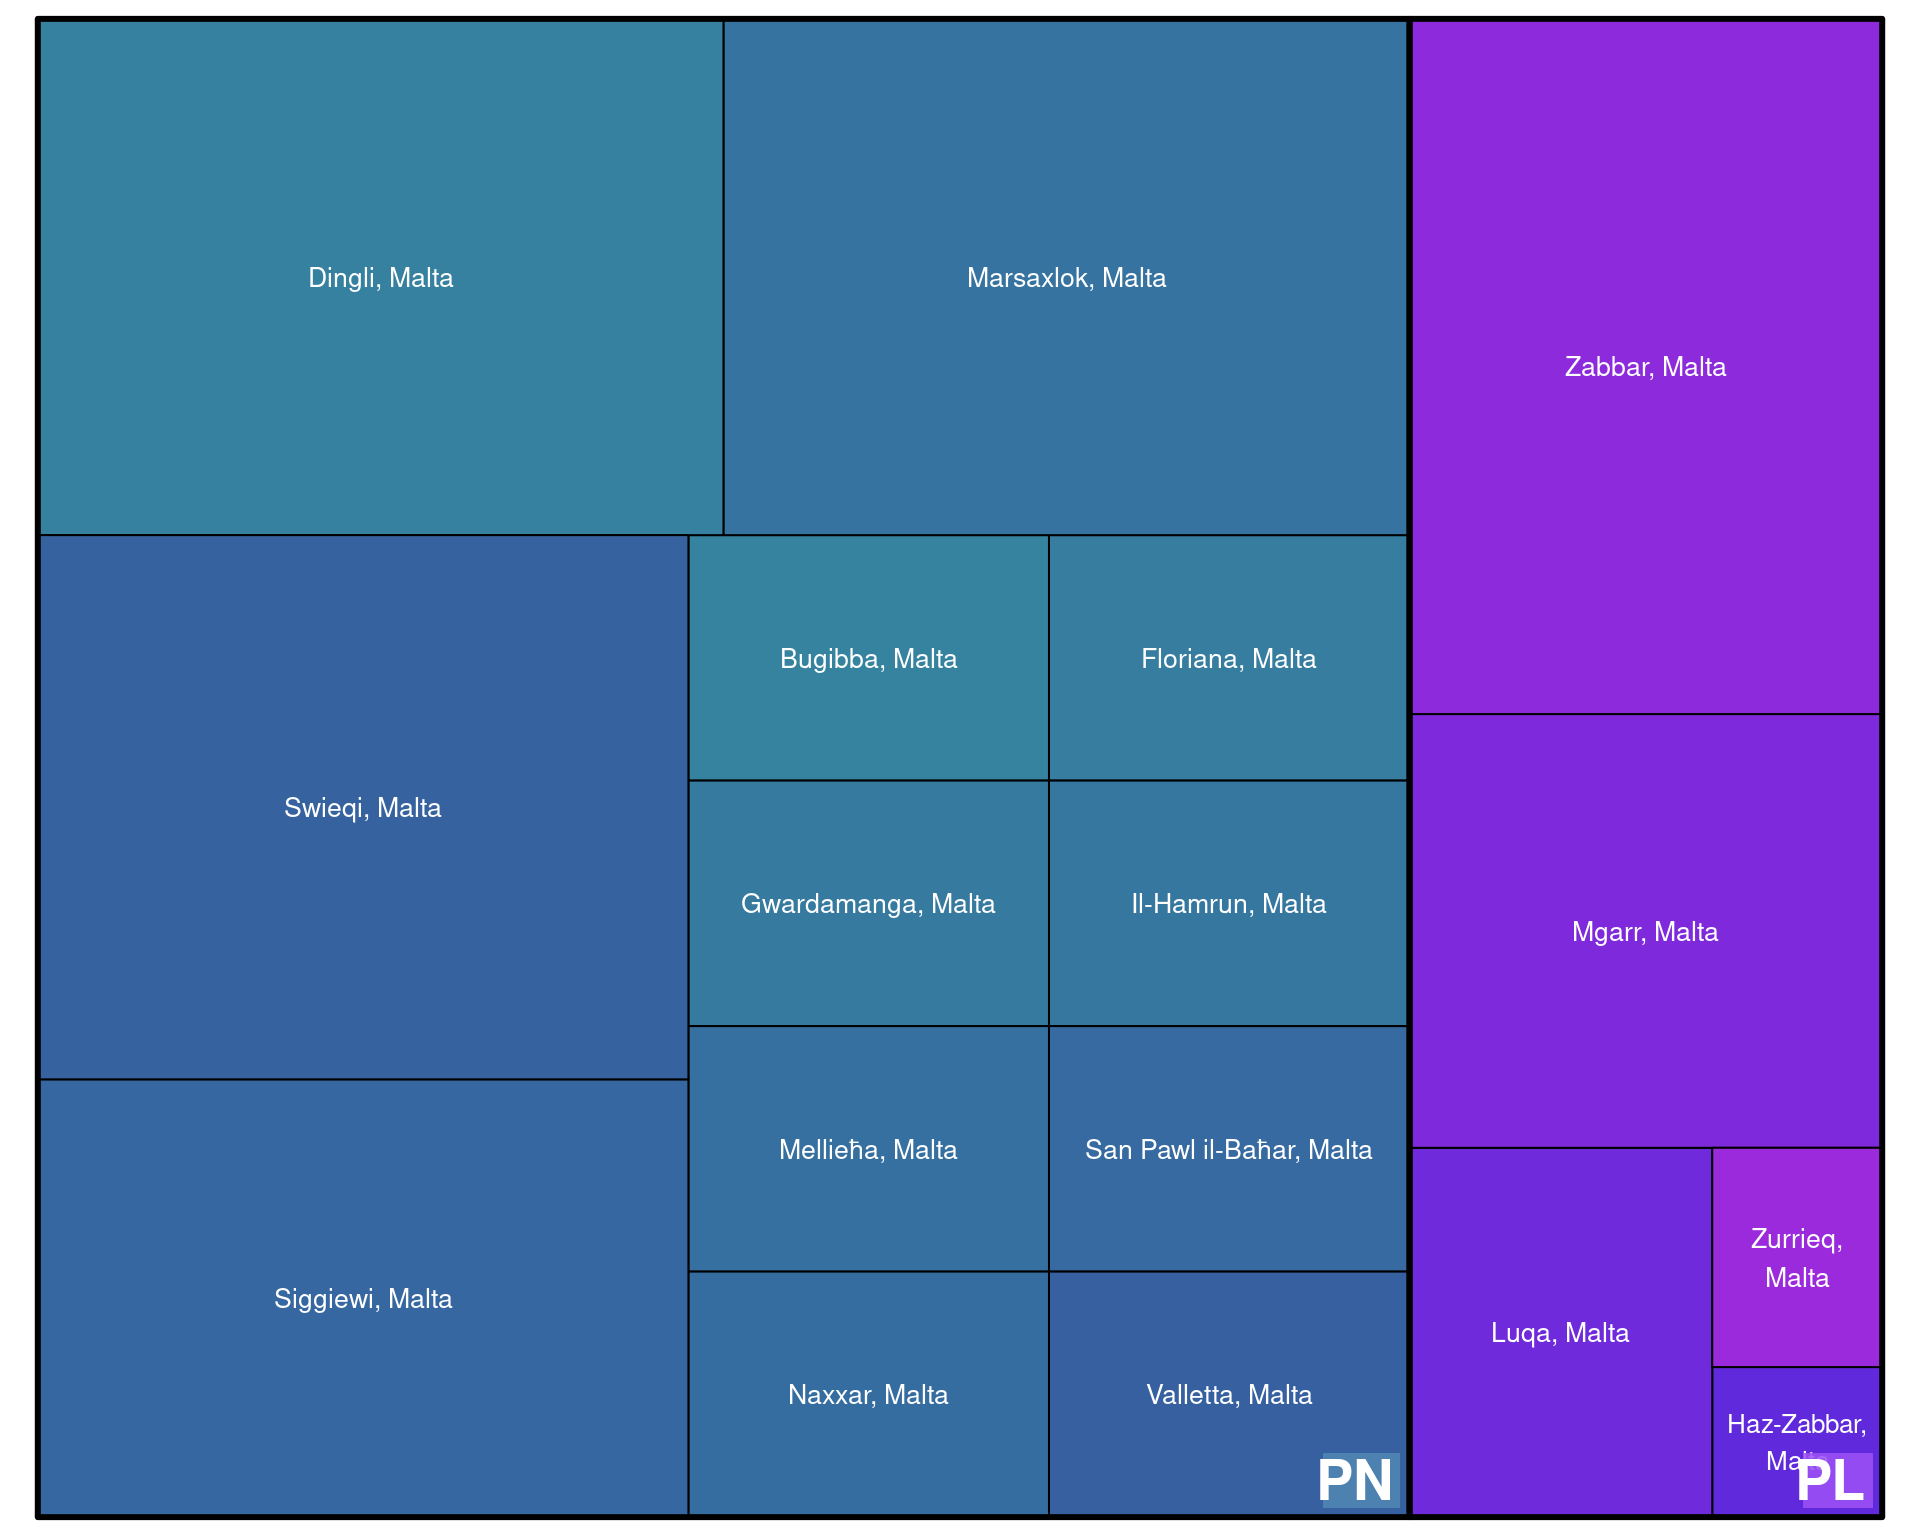 Dingli, Malta
Marsaxlok, Malta
Zabbar, Malta
Swieqi, Malta
Bugibba, Malta
Floriana, Malta
Gwardamanga, Malta
Il-Hamrun, Malta
Mgarr, Malta
Mellieħa, Malta
San Pawl il-Baħar, Malta
Siggiewi, Malta
Naxxar, Malta
Valletta, Malta
Luqa, Malta
Zurrieq,
Malta
Haz-Zabbar,
Malta
PN
PL